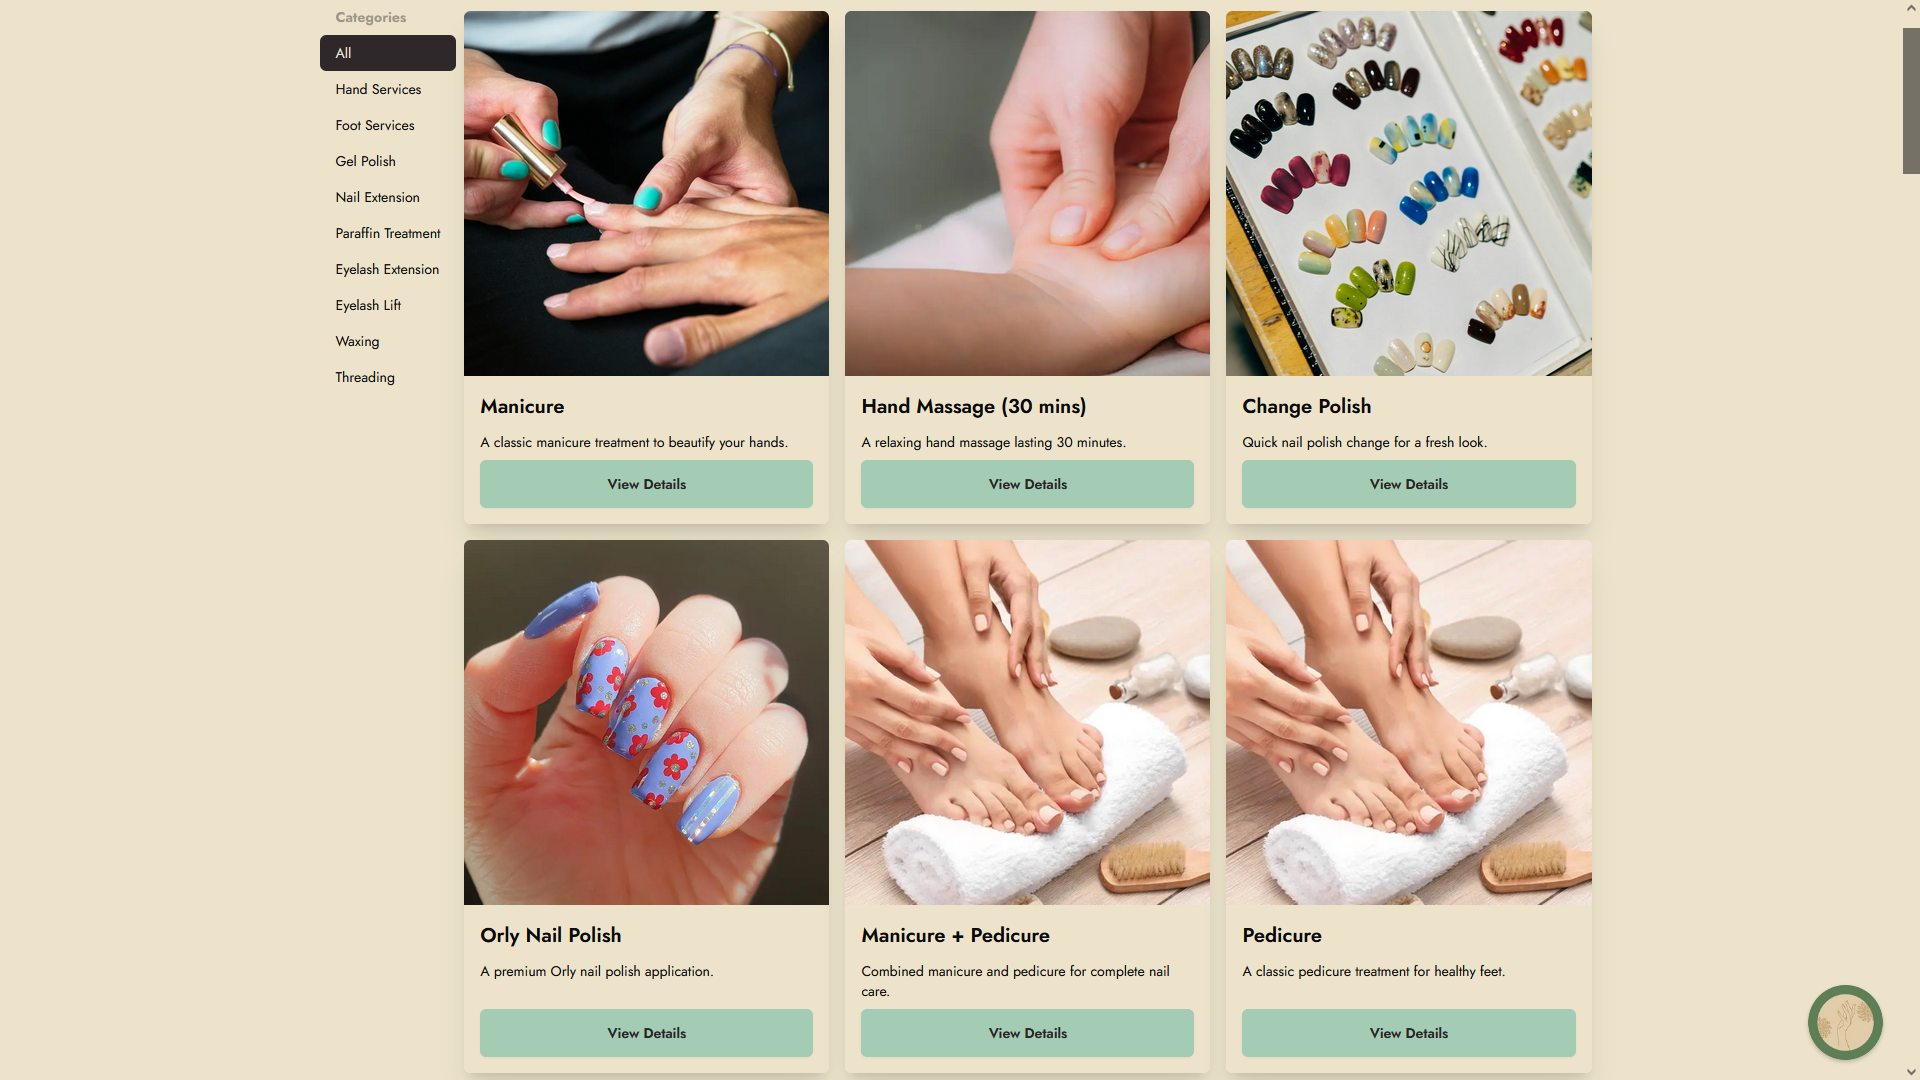 Categories
All
Hand Services
Foot Services
Gel Polish
Nail Extension
Paraffin Treatment
Eyelash Extension
Eyelash Lift
Waxing
Threading
Manicure
A classic manicure treatment to beautify your hands.
View Details
Hand Massage (30 mins)
A relaxing hand massage lasting 30 minutes.
View Details
Change Polish
Quick nail polish change for a fresh look.
View Details
Orly Nail Polish
A premium Orly nail polish application.
View Details
Manicure + Pedicure
Combined manicure and pedicure for complete nail
care.
View Details
Pedicure
A classic pedicure treatment for healthy feet.
View Details